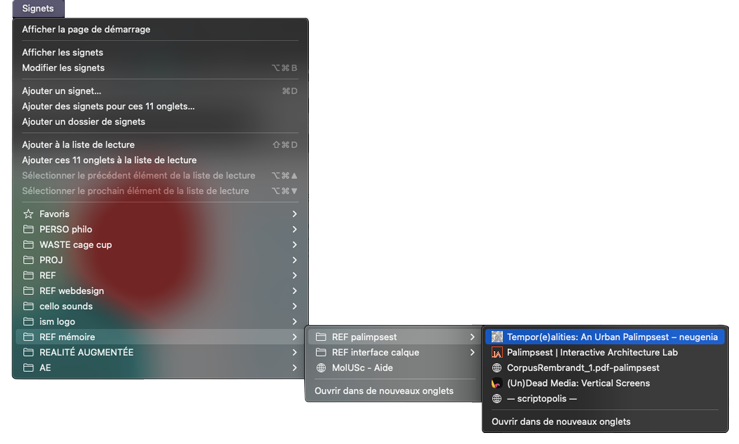 Signets
Afficher la page de démarrage
Afficher les signets
Modifier les signets ⌥⌘B
Ajouter un signet... ⌘D
Ajouter des signets pour ces 11 onglets...
Ajouter un dossier de signets
Ajouter à la liste de lecture ⇧⌘D
Ajouter ces 11 onglets à la liste de lecture
Sélectionner le précédent élément de la liste de lecture ⌥⌘▲
Sélectionner le prochain élément de la liste de lecture ⌥⌘▼
Favoris
PERSO philo
WASTE cage cup
PROJ
REF
REF webdesign
cello sounds
ism logo
REF mémoire
REALITÉ AUGMENTÉE
AE
REF palimpsest
REF interface calque
MolUSc - Aide
Ouvrir dans de nouveaux onglets
Tempor(e)alities: An Urban Palimpsest – neugenia
Palimpsest | Interactive Architecture Lab
CorpusRembrandt_1.pdf-palimpsest
(Un)Dead Media: Vertical Screens
— scriptopolis —
Ouvrir dans de nouveaux onglets